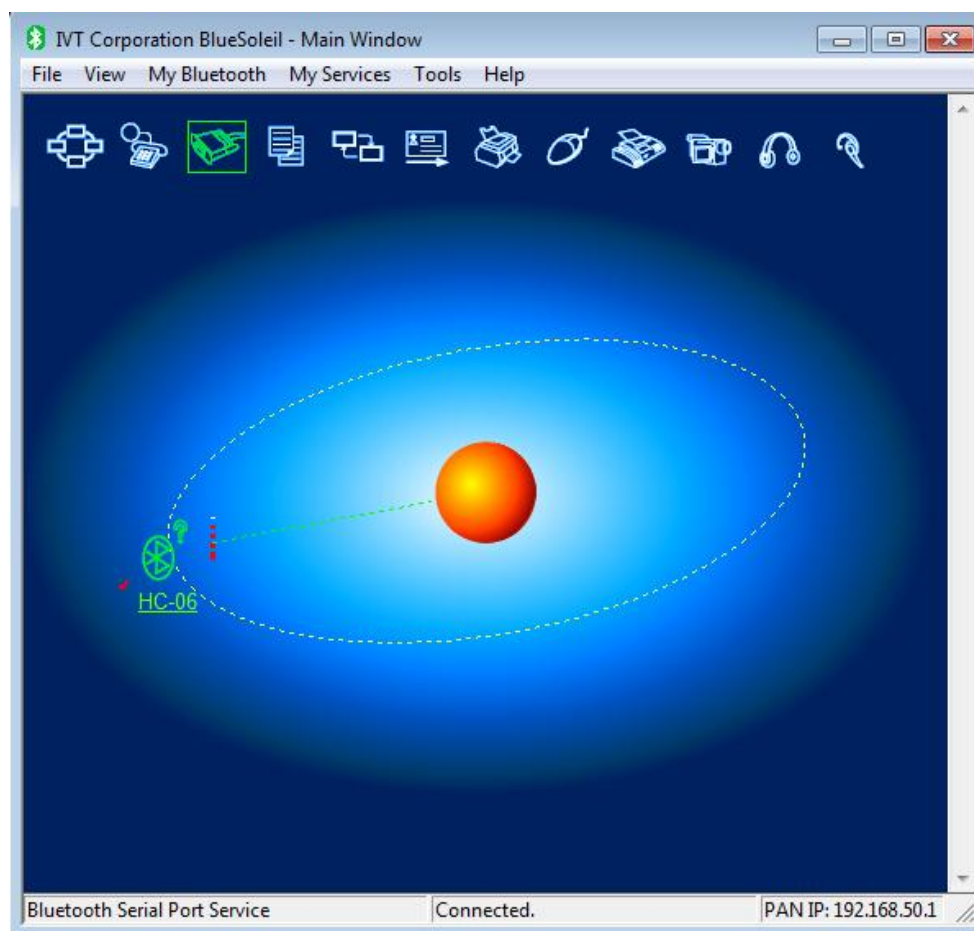 IVT Corporation BlueSoleil - Main Window
File View My Bluetooth My Services Tools Help
HC-06
Bluetooth Serial Port Service Connected. PAN IP: 192.168.50.1